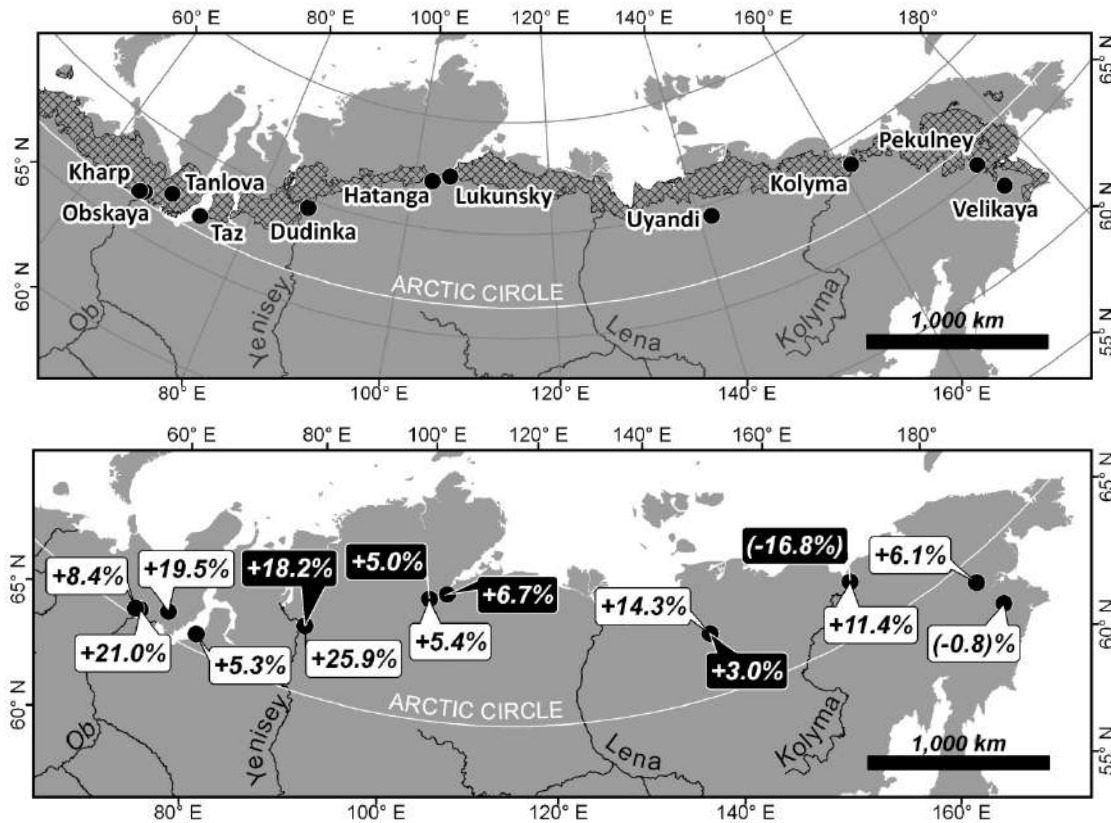 60° E 80° E 100° E 120° E 140° E 160° E 180°
65° N
65° N
Pekulney
Kharp
Tanlova
Hatanga
Lukunsky
Kolyma
Obskaya
Taz
Dudinka
Uyandi
Velikaya
60° N
60° N
ARCTIC CIRCLE
1,000 km
Ob
Yenisey
Lena
Kolyma
55° N
80° E 100° E 120° E 140° E 160° E
60° E 80° E 100° E 120° E 140° E 160° E 180°
65° N
65° N
+8.4%
+19.5%
+18.2%
+5.0%
+6.7%
(-16.8%)
+6.1%
+14.3%
+21.0%
+5.3%
+25.9%
+5.4%
+3.0%
+11.4%
(-0.8)%
60° N
60° N
ARCTIC CIRCLE
1,000 km
Ob
Yenisey
Lena
Kolyma
55° N
80° E 100° E 120° E 140° E 160° E